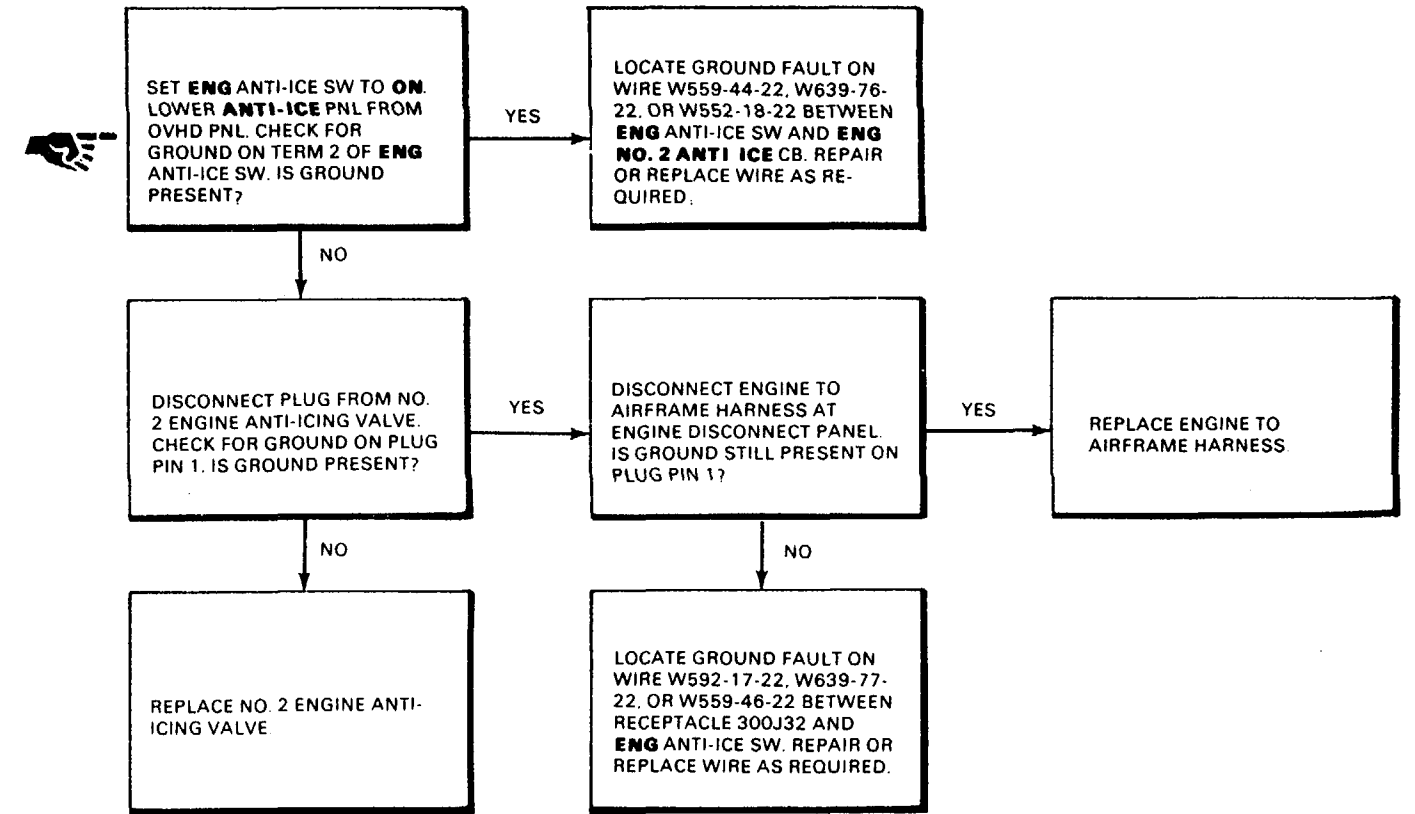 SET ENG ANTI-ICE SW TO ON.
LOWER ANTI-ICE PNL FROM
OVHD PNL. CHECK FOR
GROUND ON TERM 2 OF ENG
ANTI-ICE SW. IS GROUND
PRESENT?
YES
LOCATE GROUND FAULT ON
WIRE W559-44-22, W639-76-
22, OR W552-18-22 BETWEEN
ENG ANTI-ICE SW AND ENG
NO. 2 ANTI ICE CB. REPAIR
OR REPLACE WIRE AS RE-
QUIRED.
NO
DISCONNECT PLUG FROM NO.
2 ENGINE ANTI-ICING VALVE.
CHECK FOR GROUND ON PLUG
PIN 1. IS GROUND PRESENT?
YES
DISCONNECT ENGINE TO
AIRFRAME HARNESS AT
ENGINE DISCONNECT PANEL.
IS GROUND STILL PRESENT ON
PLUG PIN 1?
YES
REPLACE ENGINE TO
AIRFRAME HARNESS.
NO
NO
REPLACE NO. 2 ENGINE ANTI-
ICING VALVE.
LOCATE GROUND FAULT ON
WIRE W592-17-22, W639-77-
22, OR W559-46-22 BETWEEN
RECEPTACLE 300J32 AND
ENG ANTI-ICE SW. REPAIR OR
REPLACE WIRE AS REQUIRED.